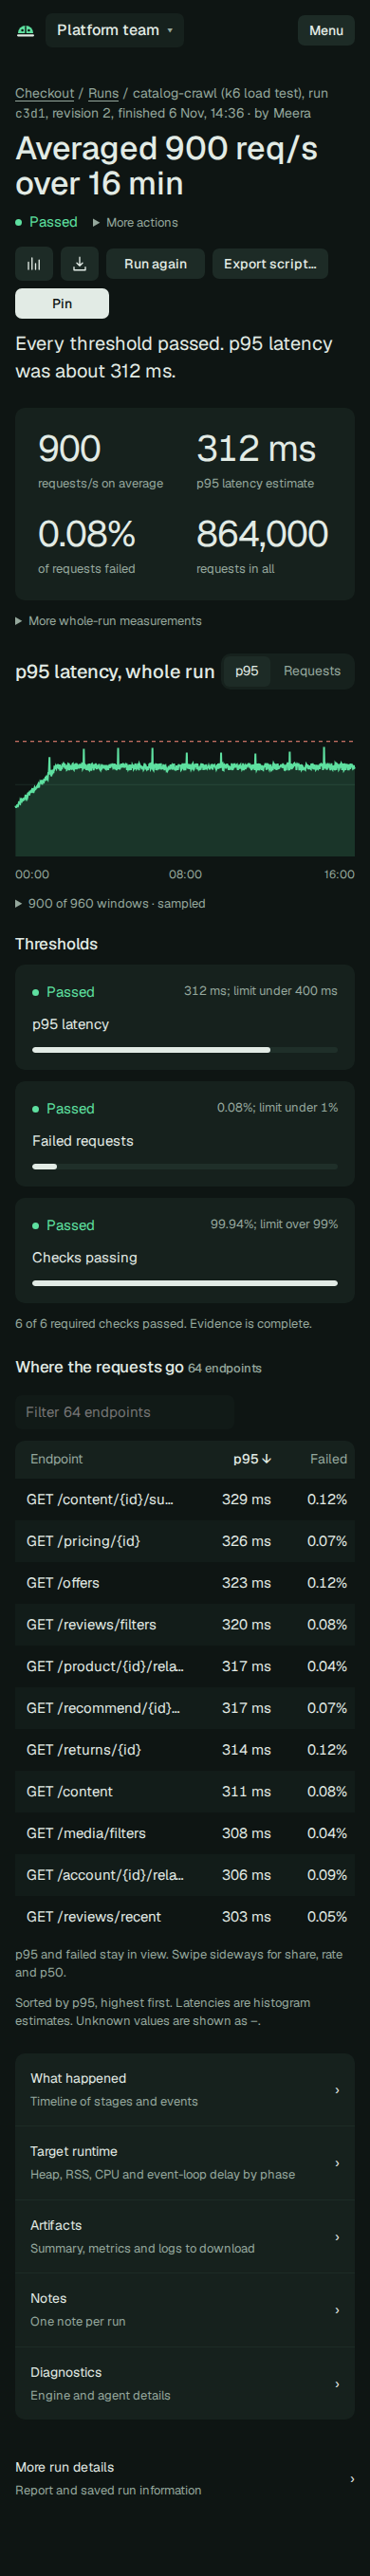 Platform team ▾
Menu
Checkout / Runs / catalog-crawl (k6 load test), run
c3d1, revision 2, finished 6 Nov, 14:36 · by Meera
Averaged 900 req/s
over 16 min
Passed
▶ More actions
Run again
Export script…
Pin
Every threshold passed. p95 latency
was about 312 ms.
900
312 ms
requests/s on average
p95 latency estimate
0.08%
864,000
of requests failed
requests in all
▶ More whole-run measurements
p95 latency, whole run
p95
Requests
00:00
08:00
16:00
▶ 900 of 960 windows · sampled
Thresholds
Passed
312 ms; limit under 400 ms
p95 latency
Passed
0.08%; limit under 1%
Failed requests
Passed
99.94%; limit over 99%
Checks passing
6 of 6 required checks passed. Evidence is complete.
Where the requests go 64 endpoints
Filter 64 endpoints
Endpoint p95 ↓ Failed
GET /content/{id}/su… 329 ms 0.12%
GET /pricing/{id} 326 ms 0.07%
GET /offers 323 ms 0.12%
GET /reviews/filters 320 ms 0.08%
GET /product/{id}/rela… 317 ms 0.04%
GET /recommend/{id}… 317 ms 0.07%
GET /returns/{id} 314 ms 0.12%
GET /content 311 ms 0.08%
GET /media/filters 308 ms 0.04%
GET /account/{id}/rela… 306 ms 0.09%
GET /reviews/recent 303 ms 0.05%
p95 and failed stay in view. Swipe sideways for share, rate
and p50.
Sorted by p95, highest first. Latencies are histogram
estimates. Unknown values are shown as –.
What happened
Timeline of stages and events
›
Target runtime
Heap, RSS, CPU and event-loop delay by phase
›
Artifacts
Summary, metrics and logs to download
›
Notes
One note per run
›
Diagnostics
Engine and agent details
›
More run details
Report and saved run information
›